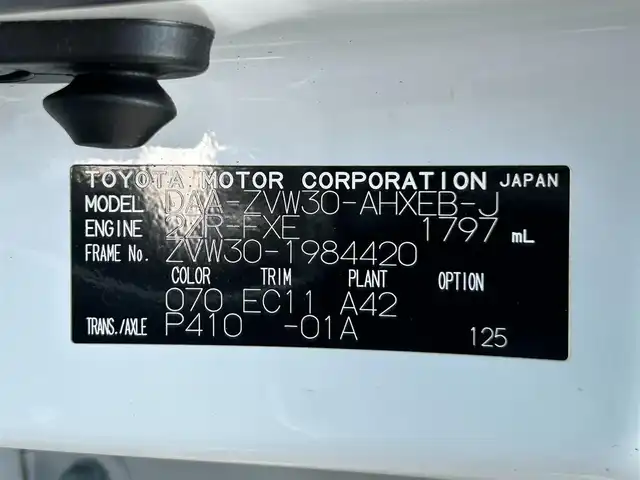 TOYOTA MOTOR CORPORATION JAPAN
MODEL DAA-ZVW30-AHXEB-J
ENGINE 2ZR-FXE 1797 mL
FRAME No. ZVW30-1984420
COLOR TRIM PLANT OPTION
070 EC11 A42
TRANS./AXLE P410 -01A 125